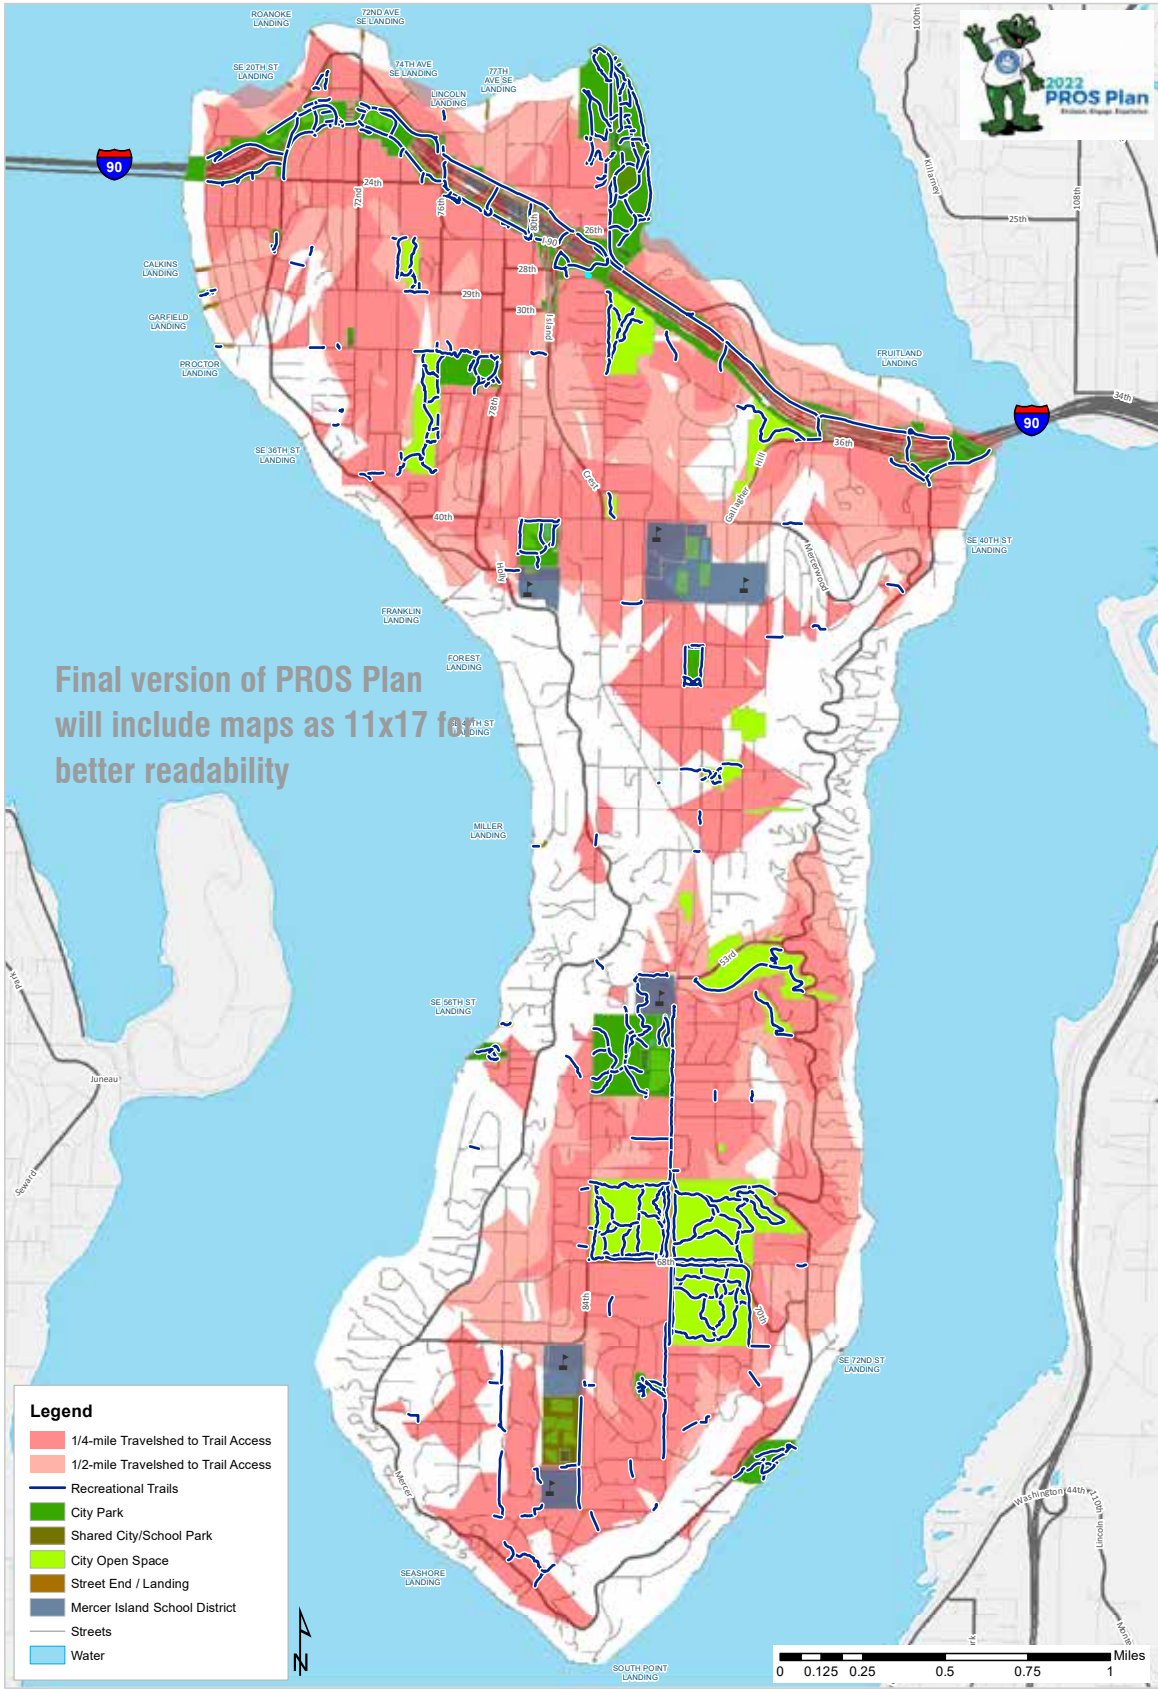 ROANOKE
LANDING
72ND AVE
SE LANDING
SE 20TH ST
LANDING
74TH AVE
SE LANDING
77TH
AVE SE
LANDING
LINCOLN
LANDING
100th
2022
PROS Plan
90
24th
72nd
76th
80th
I-90
26th
Killarney
108th
25th
CALKINS
LANDING
28th
29th
30th
Island
GARFIELD
LANDING
PROCTOR
LANDING
FRUITLAND
LANDING
34th
90
78th
36th
SE 36TH ST
LANDING
Hill
Gallagher
Crest
40th
SE 40TH ST
LANDING
Mercerwood
Holly
FRANKLIN
LANDING
FOREST
LANDING
Final version of PROS Plan
will include maps as 11x17 for
better readability
LANDING
MILLER
LANDING
53rd
Park
SE 56TH ST
LANDING
Juneau
Seward
68th
84th
70th
SE 72ND ST
LANDING
Mercer
Washington
44th
110th
Lincoln
SEASHORE
LANDING
SOUTH POINT
LANDING
Legend
1/4-mile Travelshed to Trail Access
1/2-mile Travelshed to Trail Access
Recreational Trails
City Park
Shared City/School Park
City Open Space
Street End / Landing
Mercer Island School District
Streets
Water
N
Miles
0 0.125 0.25 0.5 0.75 1